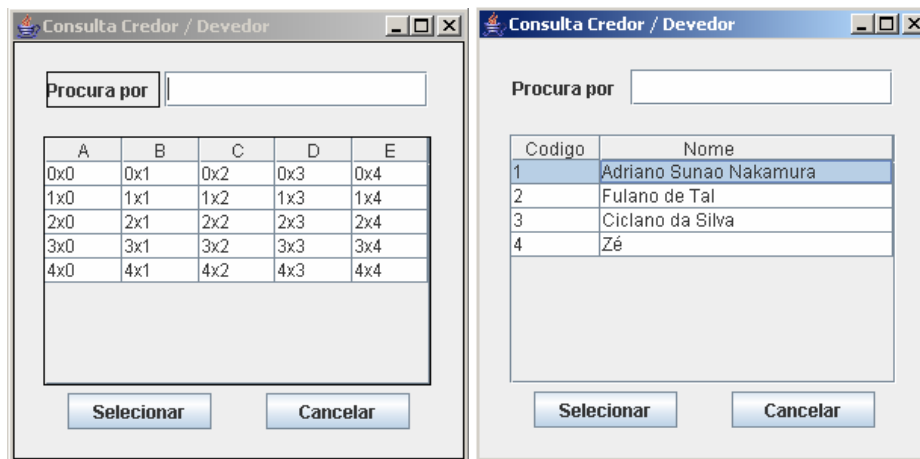 Consulta Credor / Devedor
Procura por
A B C D E
0x0 0x1 0x2 0x3 0x4
1x0 1x1 1x2 1x3 1x4
2x0 2x1 2x2 2x3 2x4
3x0 3x1 3x2 3x3 3x4
4x0 4x1 4x2 4x3 4x4
Selecionar Cancelar
Consulta Credor / Devedor
Procura por
Codigo Nome
1 Adriano Sunao Nakamura
2 Fulano de Tal
3 Ciclano da Silva
4 Zé
Selecionar Cancelar